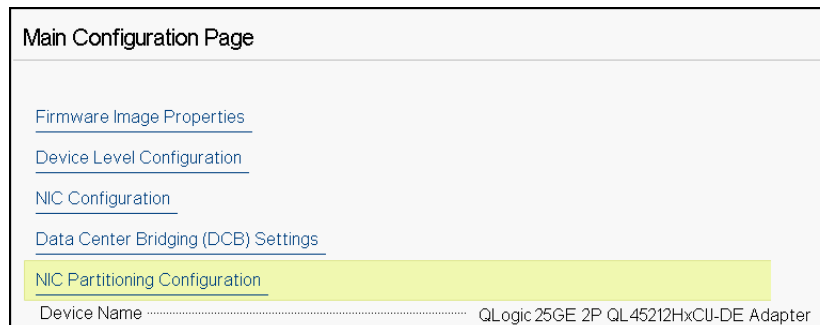 Main Configuration Page
Firmware Image Properties
Device Level Configuration
NIC Configuration
Data Center Bridging (DCB) Settings
NIC Partitioning Configuration
Device Name QLogic 25GE 2P QL45212HxCU-DE Adapter